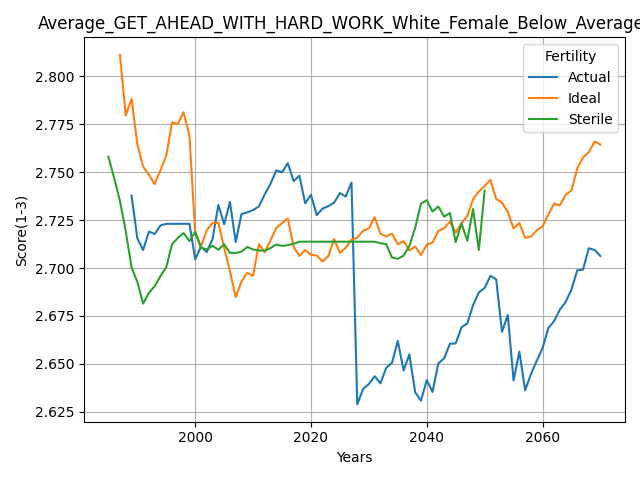 Average_GET_AHEAD_WITH_HARD_WORK_White_Female_Below_Average
Fertility
Actual
Ideal
Sterile
2.800
2.775
2.750
2.725
2.700
2.675
2.650
2.625
Score(1-3)
2000
2020
2040
2060
Years